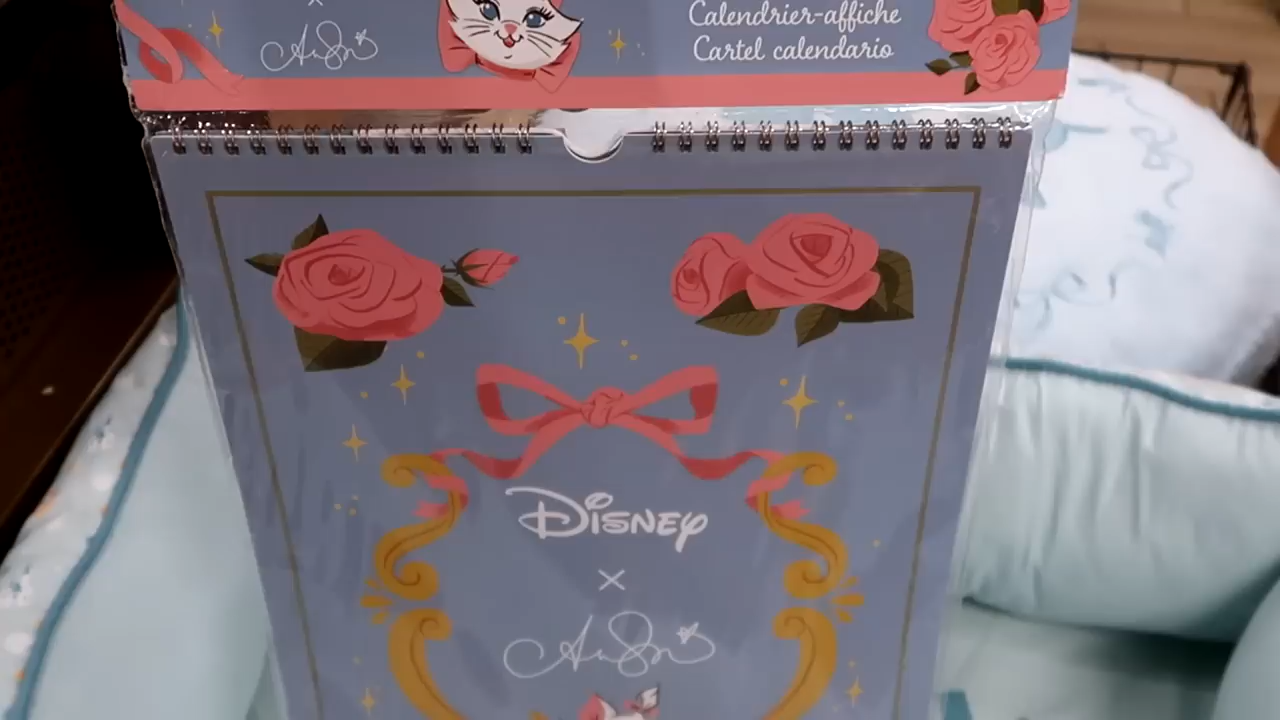 ×
Calendrier-affiche
Cartel calendario
Disney
×